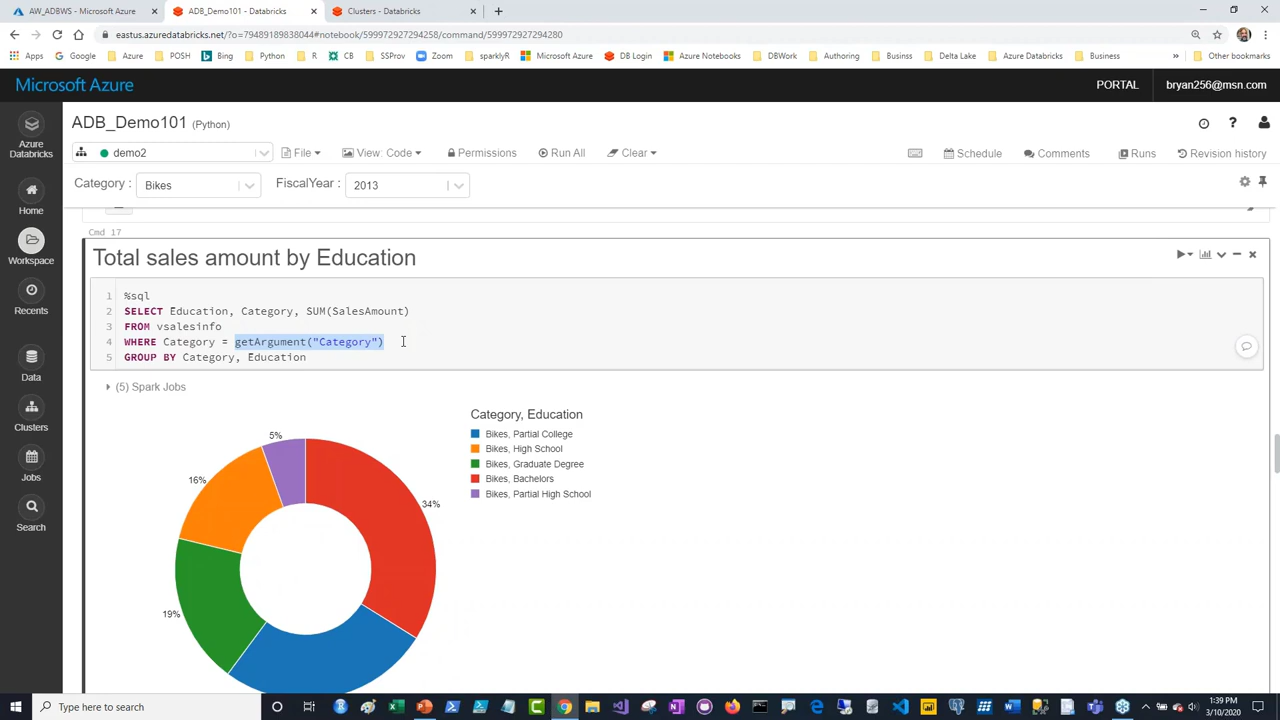 AW_ADBWS - Microsoft Azure
ADB_Demo101 - Databricks
Clusters - Databricks
eastus.azuredatabricks.net/?o=79489189838044#notebook/599972927294258/command/599972927294280
Apps Google Azure POSH Bing Python CB SSProv Zoom sparklyR Microsoft Azure DB Login Azure Notebooks DBWork Authoring Businss Delta Lake Azure Databricks Business Other bookmarks
Microsoft Azure
PORTAL
bryan256@msn.com
Azure Databricks
Home
Workspace
Recents
Data
Clusters
Jobs
Search
ADB_Demo101 (Python)
demo2
File
View: Code
Permissions
Run All
Clear
Schedule
Comments
Runs
Revision history
Category : Bikes
FiscalYear : 2013
Cmd 17
Total sales amount by Education
1 %sql
2 SELECT Education, Category, SUM(SalesAmount)
3 FROM vsalesinfo
4 WHERE Category = getArgument("Category")
5 GROUP BY Category, Education
(5) Spark Jobs
Category, Education
Bikes, Partial College
Bikes, High School
Bikes, Graduate Degree
Bikes, Bachelors
Bikes, Partial High School
5%
16%
34%
19%
Type here to search
1:39 PM
3/10/2020